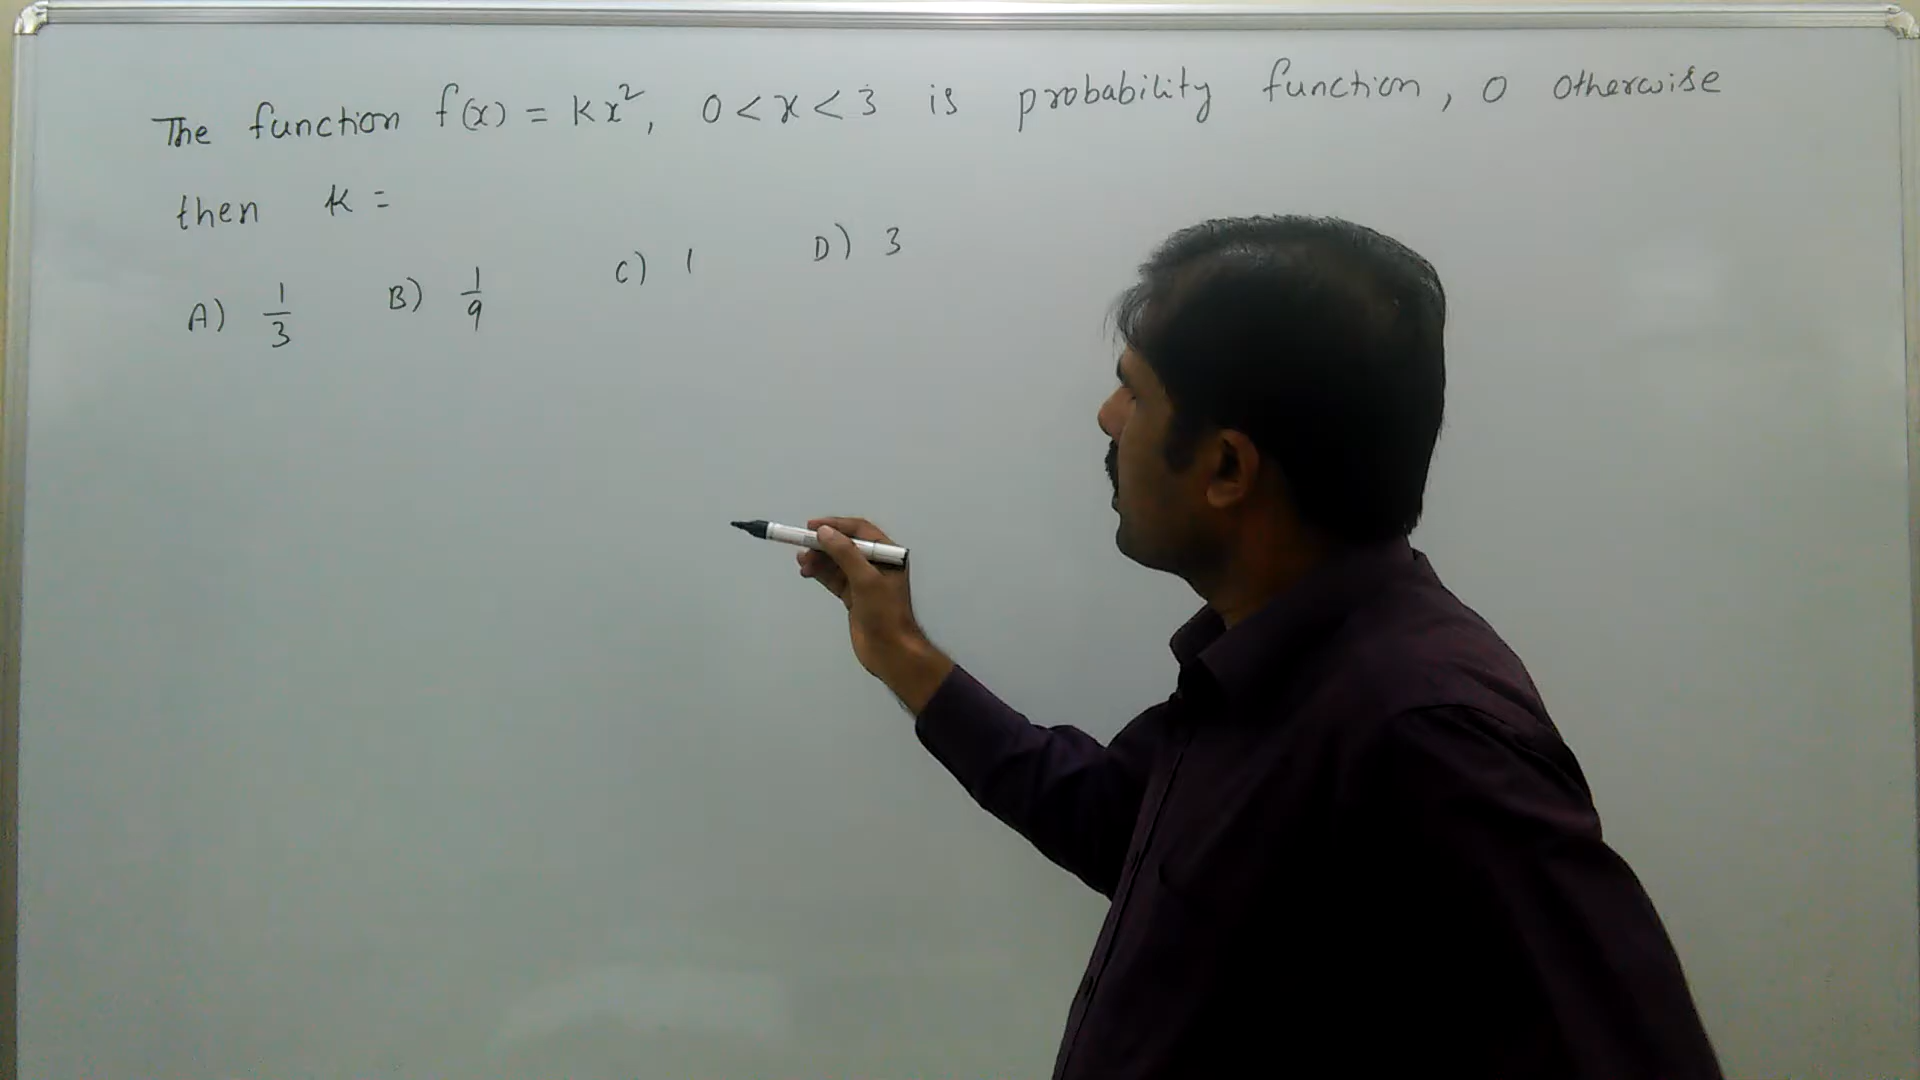 The function f(x) = kx², 0 < x < 3 is probability function, 0 otherwise
then k =
A) 1/3 B) 1/9 C) 1 D) 3